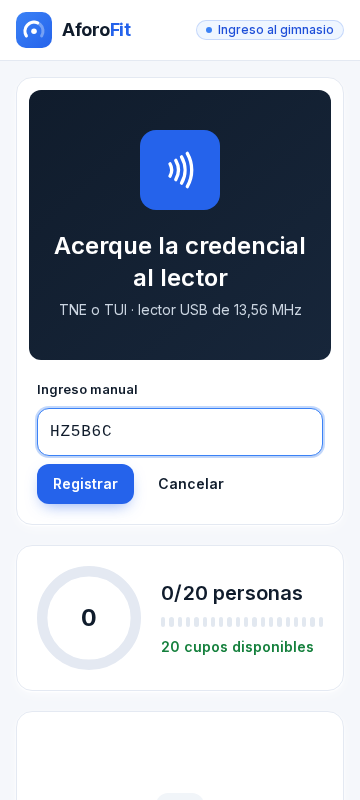 AforoFit
Ingreso al gimnasio
Acerque la credencial
al lector
TNE o TUI · lector USB de 13,56 MHz
Ingreso manual
HZ5B6C
Registrar
Cancelar
0
0/20 personas
20 cupos disponibles